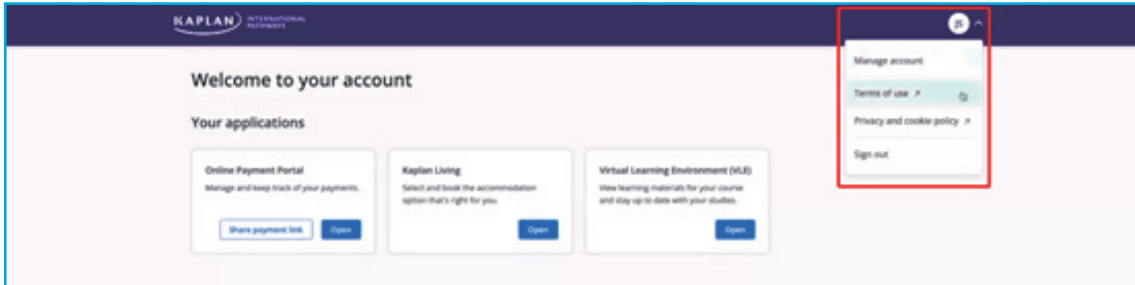 KAPLAN INTERNATIONAL
PATHWAYS
JS
Manage account
Terms of use
Privacy and cookie policy
Sign out
Welcome to your account
Your applications
Online Payment Portal
Manage and keep track of your payments.
Share payment link
Open
Kaplan Living
Select and book the accommodation
option that's right for you.
Open
Virtual Learning Environment (VLE)
View learning materials for your course
and stay up to date with your studies.
Open